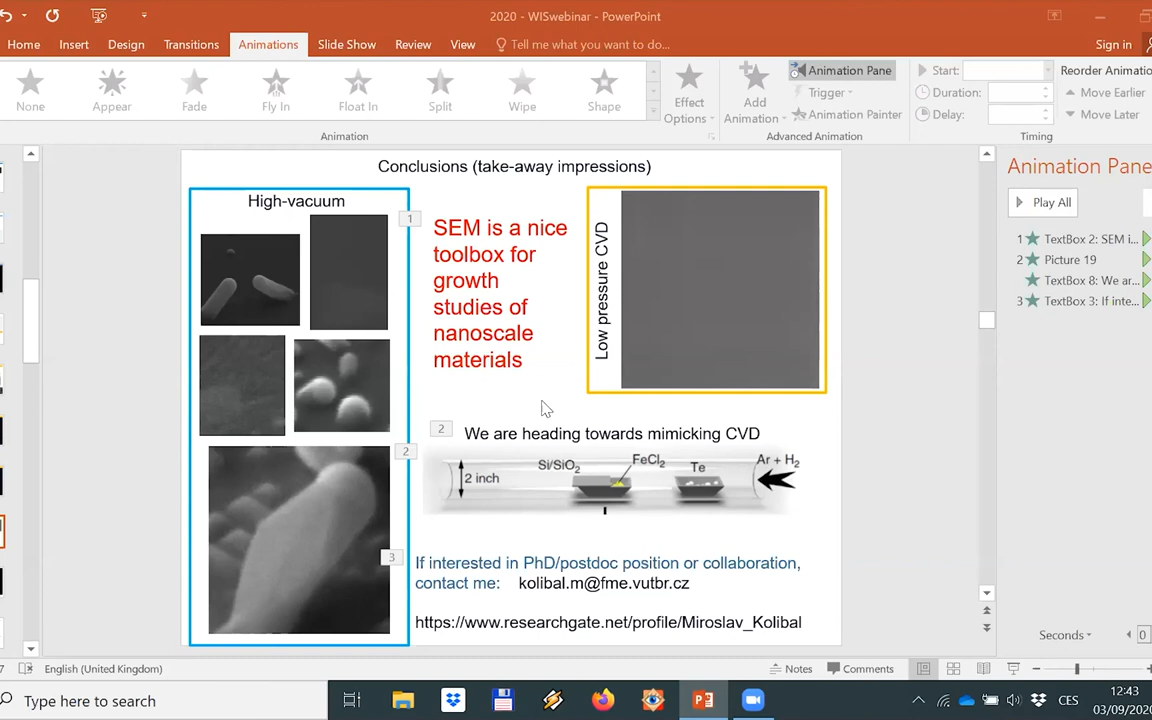 2020 - WISwebinar - PowerPoint
Home
Insert
Design
Transitions
Animations
Slide Show
Review
View
Tell me what you want to do...
Sign in
None
Appear
Fade
Fly In
Float In
Split
Wipe
Shape
Effect
Options
Add
Animation
Animation Pane
Trigger
Animation Painter
Start:
Duration:
Delay:
Reorder Animatio
Move Earlier
Move Later
Animation
Advanced Animation
Timing
Conclusions (take-away impressions)
High-vacuum
1
SEM is a nice
toolbox for
growth
studies of
nanoscale
materials
Low pressure CVD
2
We are heading towards mimicking CVD
2
2 inch
Si/SiO2
FeCl2
Te
Ar + H2
3
If interested in PhD/postdoc position or collaboration,
contact me: kolibal.m@fme.vutbr.cz
https://www.researchgate.net/profile/Miroslav_Kolibal
Animation Pane
Play All
1 TextBox 2: SEM i...
2 Picture 19
TextBox 8: We ar...
3 TextBox 3: If inte...
Seconds
0
7
English (United Kingdom)
Notes
Comments
Type here to search
CES
12:43
03/09/2020